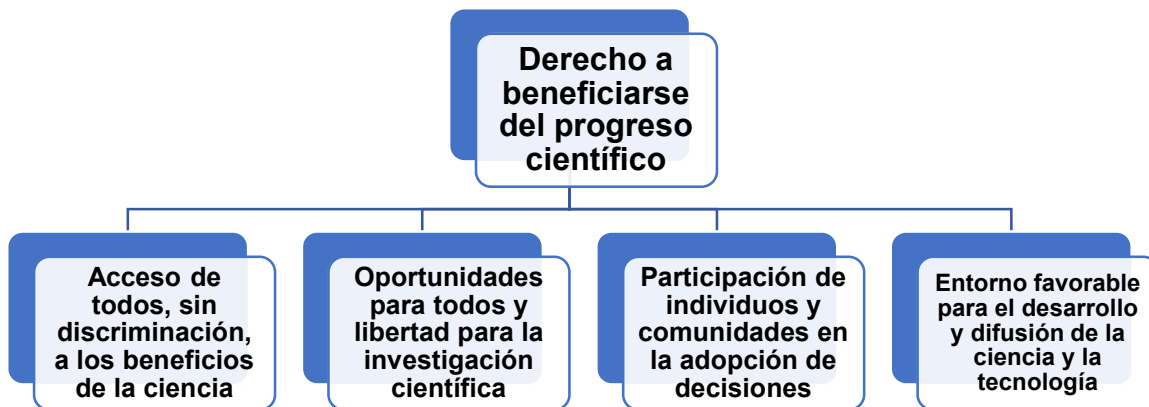 Derecho a
beneficiarse
del progreso
científico
Acceso de
todos, sin
discriminación,
a los beneficios
de la ciencia
Oportunidades
para todos y
libertad para la
investigación
científica
Participación de
individuos y
comunidades en
la adopción de
decisiones
Entorno favorable
para el desarrollo
y difusión de la
ciencia y la
tecnología